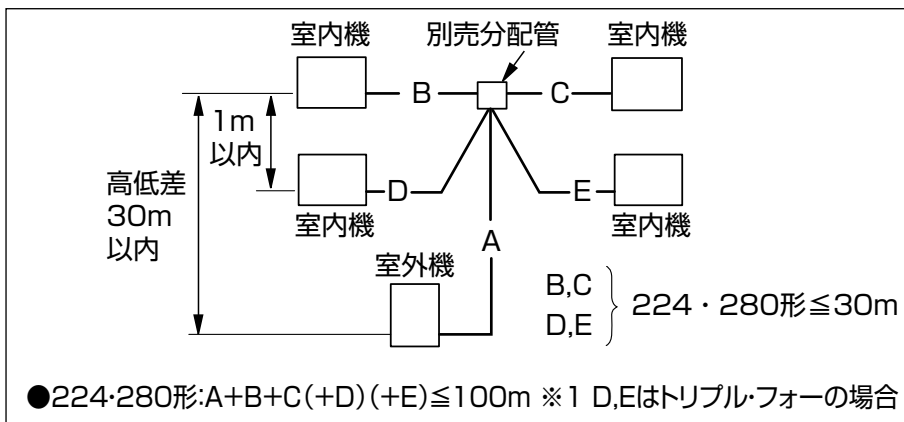 室内機
別売分配管
室内機
B
C
1m
以内
高低差
30m
以内
D
E
室内機
室内機
A
室外機
B,C
D,E
224・280形≦30m
●224・280形:A+B+C(+D)(+E)≦100m ※1 D,Eはトリプル・フォーの場合